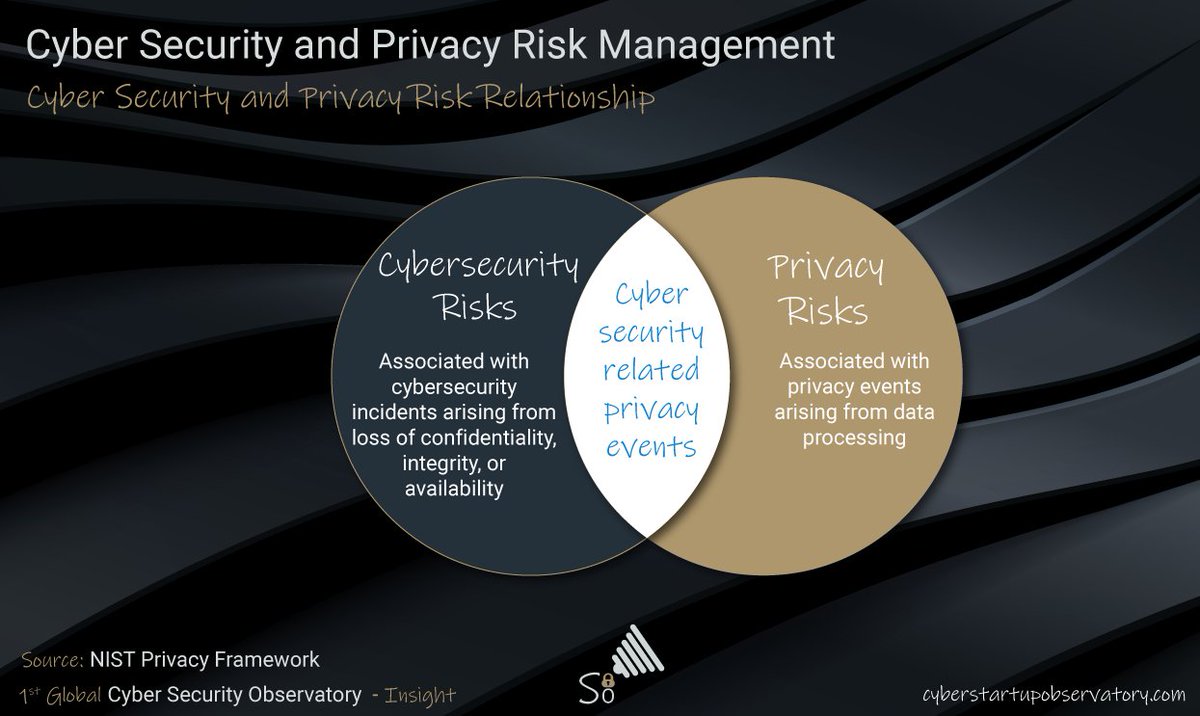 Cyber Security and Privacy Risk Management
Cyber Security and Privacy Risk Relationship
Cybersecurity
Risks
Associated with
cybersecurity
incidents arising from
loss of confidentiality,
integrity, or
availability
Cyber
security
related
privacy
events
Privacy
Risks
Associated with
privacy events
arising from data
processing
Source: NIST Privacy Framework
1st Global Cyber Security Observatory - Insight
So
cyberstartupobservatory.com